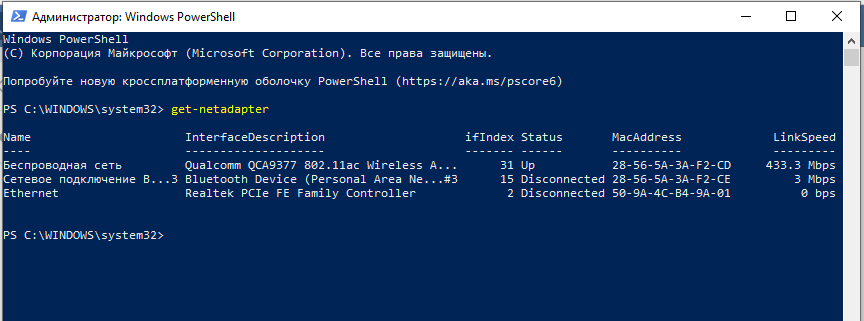 Администратор: Windows PowerShell
Windows PowerShell
(C) Корпорация Майкрософт (Microsoft Corporation). Все права защищены.
Попробуйте новую кроссплатформенную оболочку PowerShell (https://aka.ms/pscore6)
PS C:\WINDOWS\system32> get-netadapter
Name InterfaceDescription ifIndex Status MacAddress LinkSpeed
---- -------------------- ------- ------ ---------- ---------
Беспроводная сеть Qualcomm QCA9377 802.11ac Wireless A... 31 Up 28-56-5A-3A-F2-CD 433.3 Mbps
Сетевое подключение B...3 Bluetooth Device (Personal Area Ne...#3 15 Disconnected 28-56-5A-3A-F2-CE 3 Mbps
Ethernet Realtek PCIe FE Family Controller 2 Disconnected 50-9A-4C-B4-9A-01 0 bps
PS C:\WINDOWS\system32>